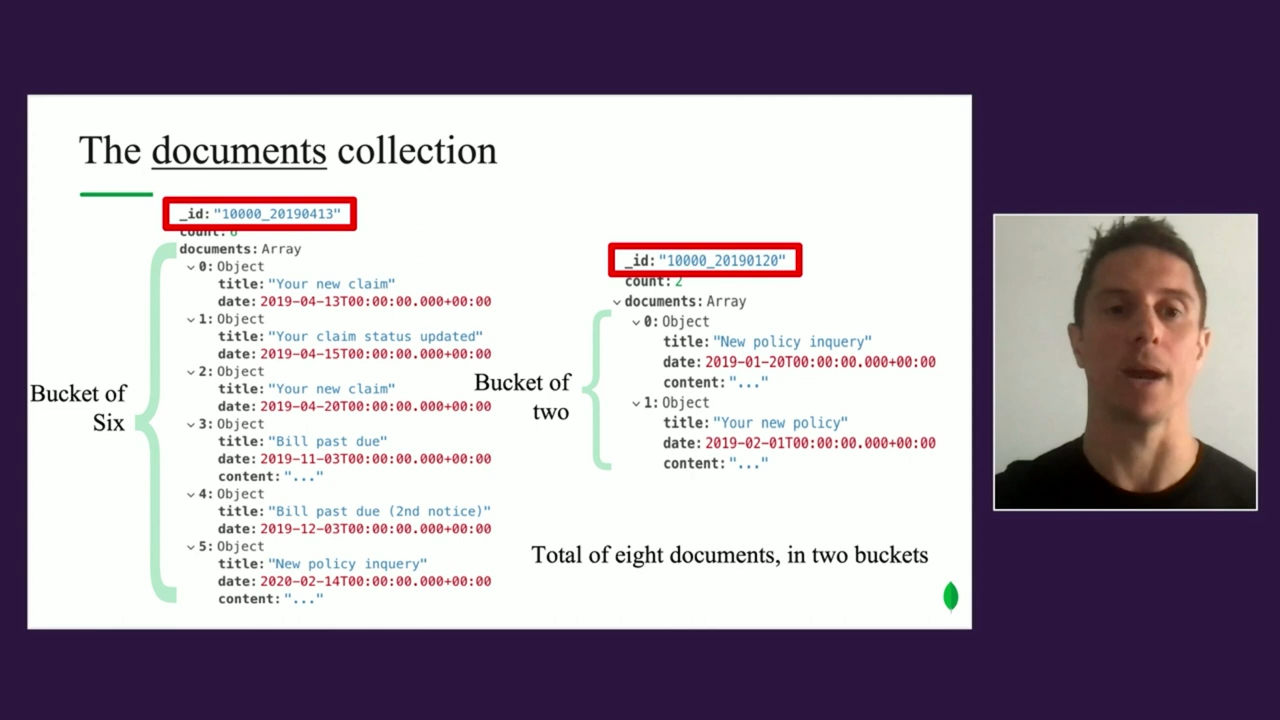 The documents collection
_id: "10000_20190413"
count: 6
documents: Array
0: Object
title: "Your new claim"
date: 2019-04-13T00:00:00.000+00:00
1: Object
title: "Your claim status updated"
date: 2019-04-15T00:00:00.000+00:00
2: Object
title: "Your new claim"
date: 2019-04-20T00:00:00.000+00:00
3: Object
title: "Bill past due"
date: 2019-11-03T00:00:00.000+00:00
content: "..."
4: Object
title: "Bill past due (2nd notice)"
date: 2019-12-03T00:00:00.000+00:00
5: Object
title: "New policy inquery"
date: 2020-02-14T00:00:00.000+00:00
content: "..."
Bucket of
Six
_id: "10000_20190120"
count: 2
documents: Array
0: Object
title: "New policy inquery"
date: 2019-01-20T00:00:00.000+00:00
content: "..."
1: Object
title: "Your new policy"
date: 2019-02-01T00:00:00.000+00:00
content: "..."
Bucket of
two
Total of eight documents, in two buckets